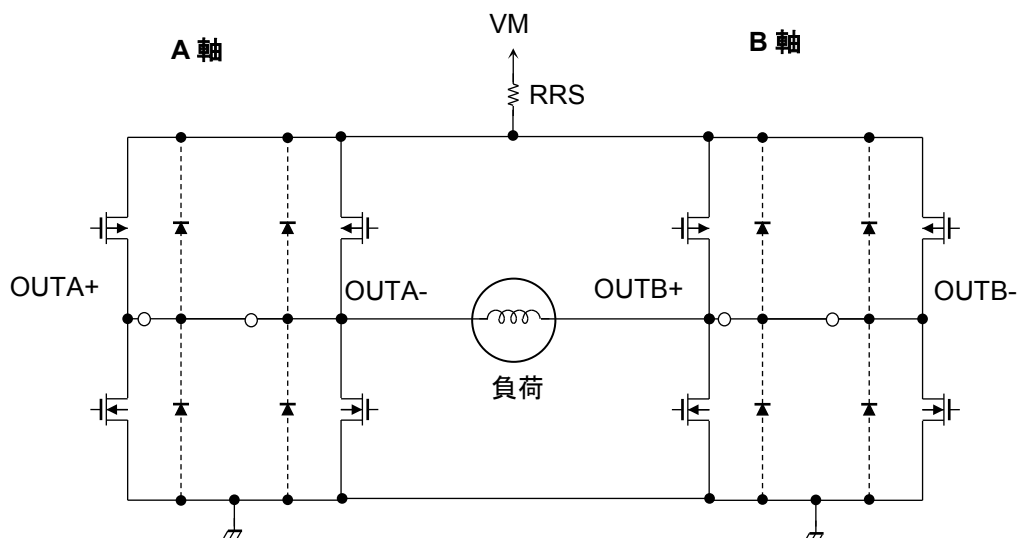 VM
A 軸
B 軸
RRS
OUTA+
OUTA-
OUTB+
OUTB-
負荷